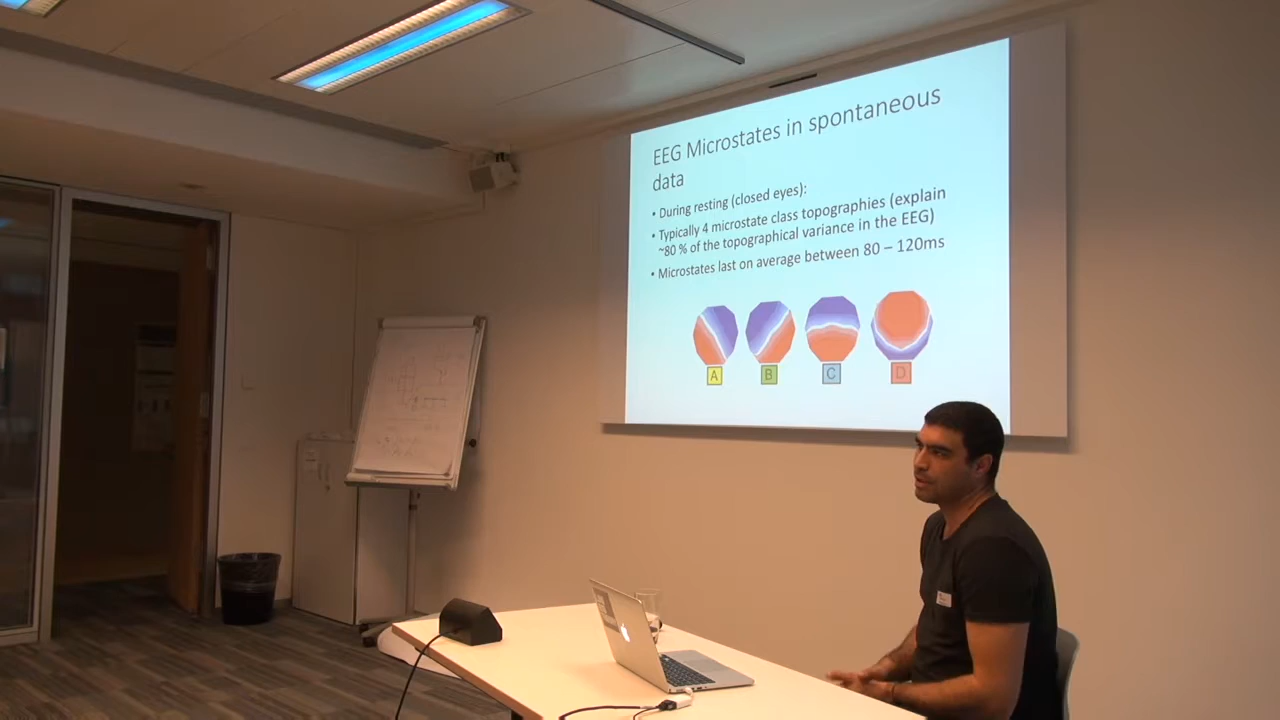 EEG Microstates in spontaneous
data
• During resting (closed eyes):
• Typically 4 microstate class topographies (explain
~80 % of the topographical variance in the EEG)
• Microstates last on average between 80 – 120ms
A B C D